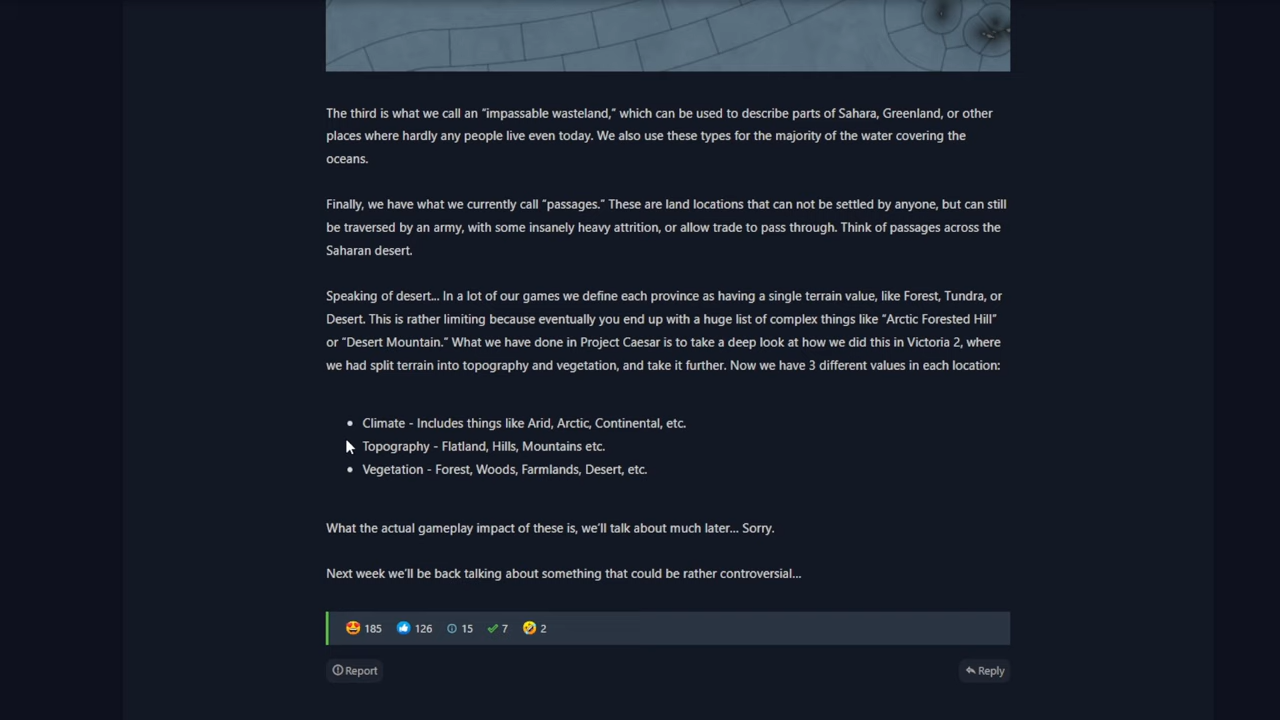 The third is what we call an “impassable wasteland,” which can be used to describe parts of Sahara, Greenland, or other
places where hardly any people live even today. We also use these types for the majority of the water covering the
oceans.
Finally, we have what we currently call “passages.” These are land locations that can not be settled by anyone, but can still
be traversed by an army, with some insanely heavy attrition, or allow trade to pass through. Think of passages across the
Saharan desert.
Speaking of desert... In a lot of our games we define each province as having a single terrain value, like Forest, Tundra, or
Desert. This is rather limiting because eventually you end up with a huge list of complex things like “Arctic Forested Hill”
or “Desert Mountain.” What we have done in Project Caesar is to take a deep look at how we did this in Victoria 2, where
we had split terrain into topography and vegetation, and take it further. Now we have 3 different values in each location:
• Climate - Includes things like Arid, Arctic, Continental, etc.
Topography - Flatland, Hills, Mountains etc.
• Vegetation - Forest, Woods, Farmlands, Desert, etc.
What the actual gameplay impact of these is, we’ll talk about much later... Sorry.
Next week we’ll be back talking about something that could be rather controversial...
185 126 15 7 2
Report Reply